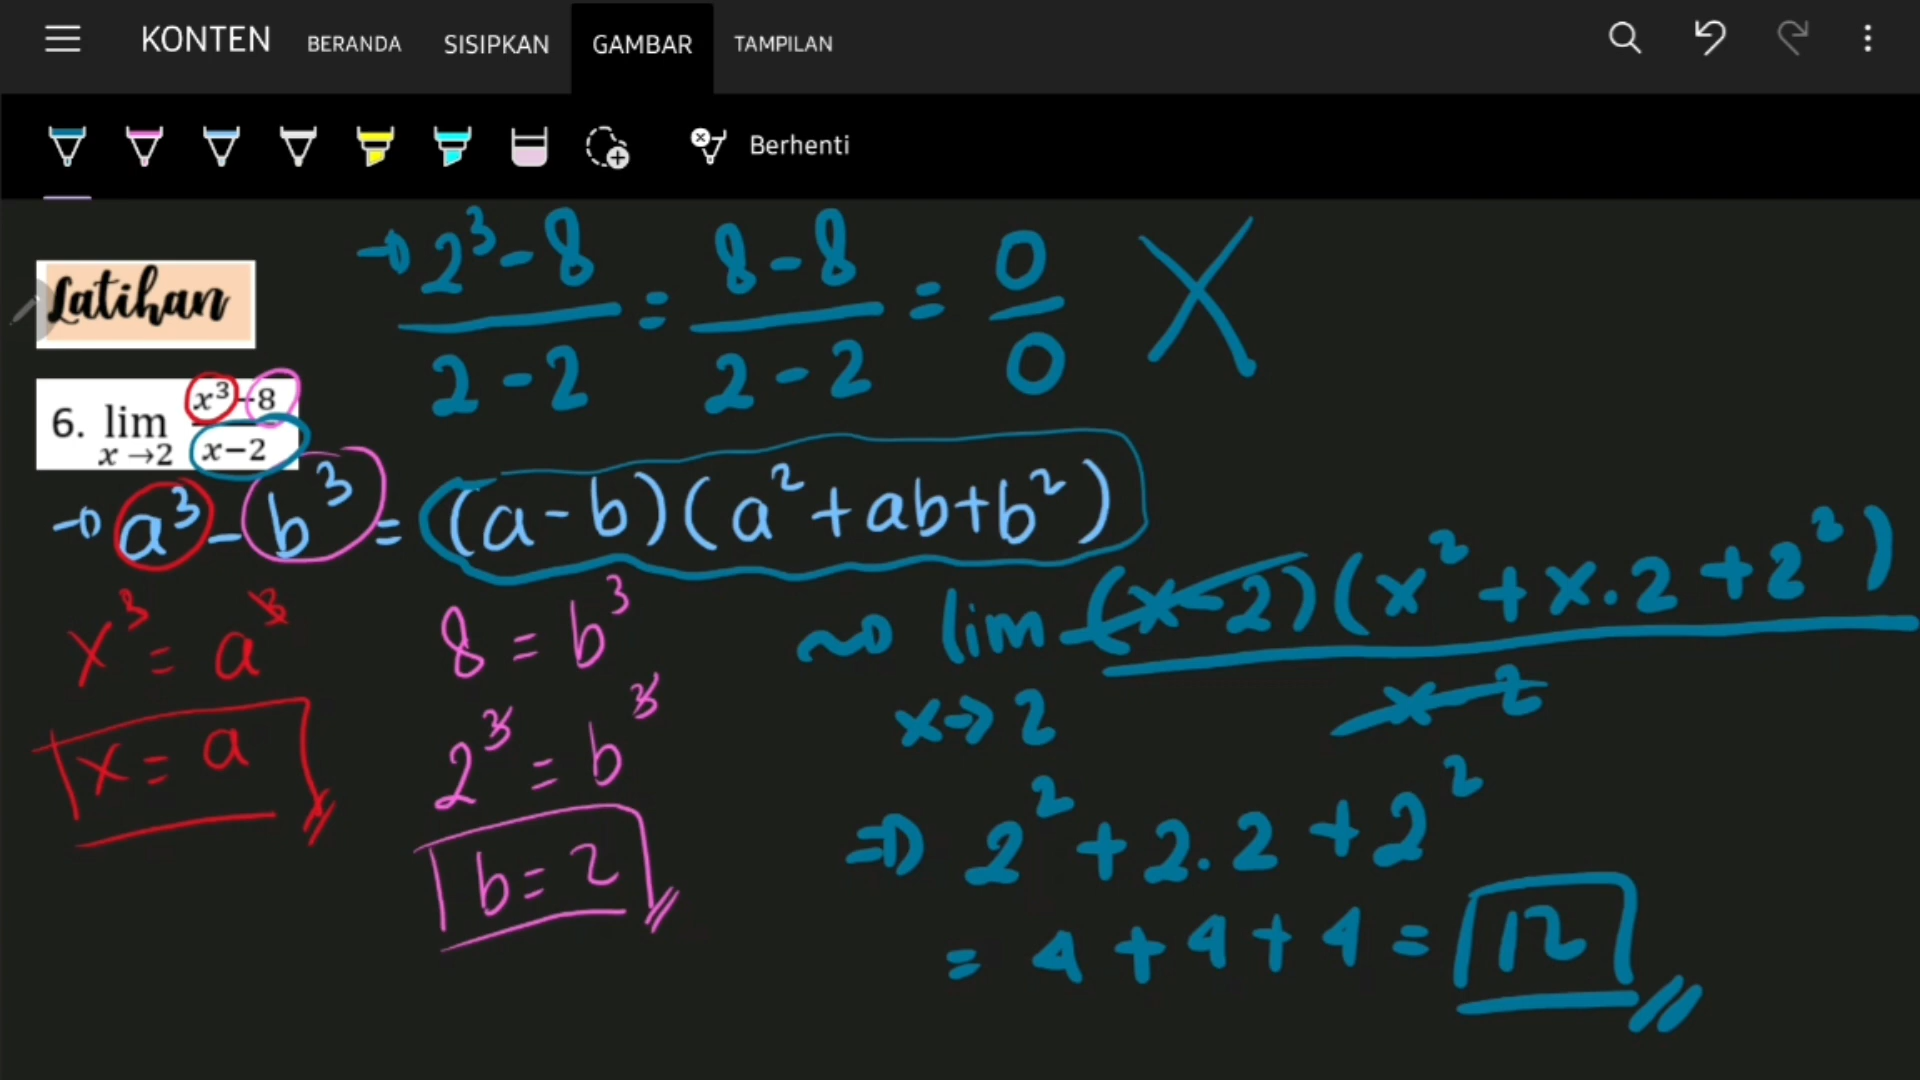 KONTEN BERANDA SISIPKAN GAMBAR TAMPILAN
Berhenti
Latihan
→ 2³-8 / 2-2 = 8-8 / 2-2 = 0/0 X
6. lim x→2 x³-8 / x-2
→ a³ - b³ = (a-b)(a²+ab+b²)
x³ = a³
x = a
8 = b³
2³ = b³
b = 2
~> lim x→2 (x-2)(x²+x.2+2²) / x-2
⇒ 2²+2.2+2²
= 4+4+4 = 12